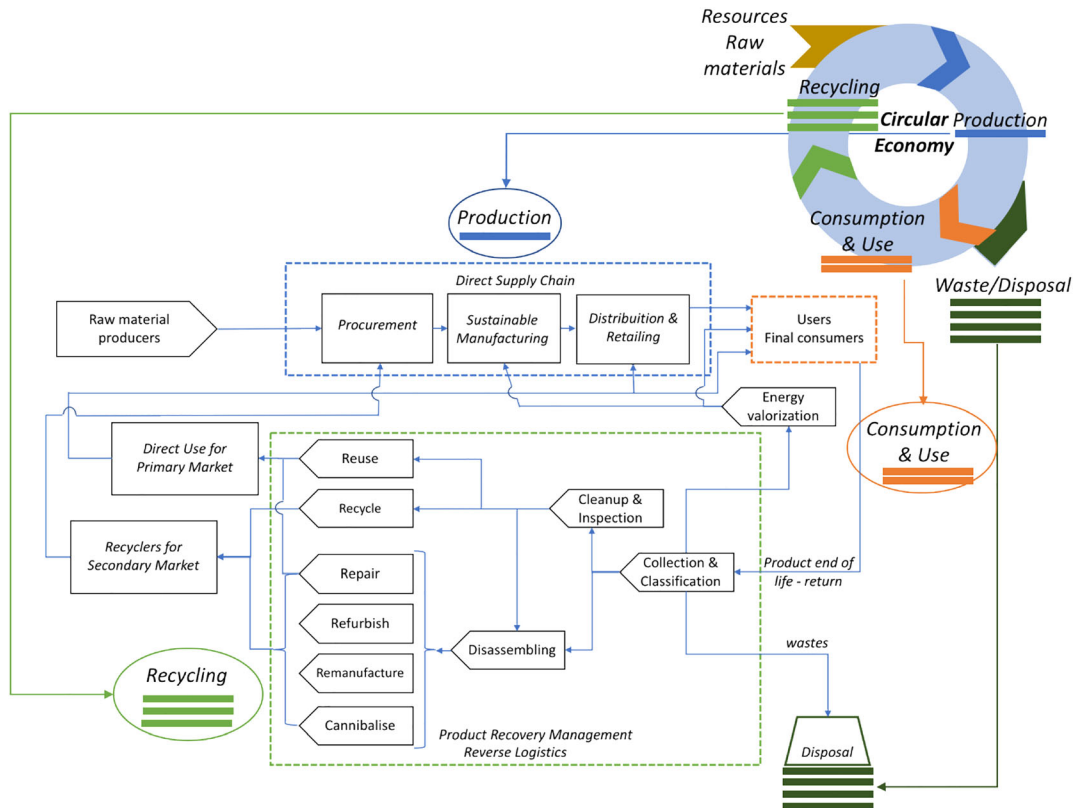 Resources
Raw
materials
Recycling
Circular
Economy
Production
Consumption
& Use
Waste/Disposal
Production
Direct Supply Chain
Raw material
producers
Procurement
Sustainable
Manufacturing
Distribuition &
Retailing
Users
Final consumers
Energy
valorization
Consumption
& Use
Direct Use for
Primary Market
Reuse
Recycle
Cleanup &
Inspection
Recyclers for
Secondary Market
Repair
Collection &
Classification
Product end of
life - return
Refurbish
Disassembling
wastes
Remanufacture
Recycling
Cannibalise
Product Recovery Management
Reverse Logistics
Disposal